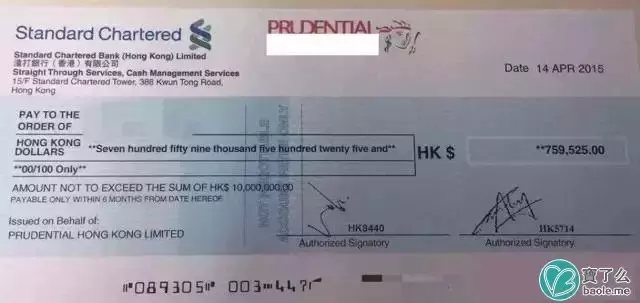 Standard Chartered
PRUDENTIAL
Standard Chartered Bank (Hong Kong) Limited
渣打銀行（香港）有限公司
Straight Through Services, Cash Management Services
15/F Standard Chartered Tower, 388 Kwun Tong Road,
Hong Kong
Date 14 APR 2015
PAY TO THE
ORDER OF
HONG KONG
DOLLARS
**Seven hundred fifty nine thousand five hundred twenty five and**
HK $
**759,525.00
**00/100 Only**
NOT NEGOTIABLE
AMOUNT NOT TO EXCEED THE SUM OF HK$ 10,000,000.00
PAYABLE ONLY WITHIN 6 MONTHS FROM DATE HEREOF
Issued on Behalf of:
PRUDENTIAL HONG KONG LIMITED
HK8440
Authorized Signatory
HK5714
Authorized Signatory
089305 003 447
宝了么
baole.me